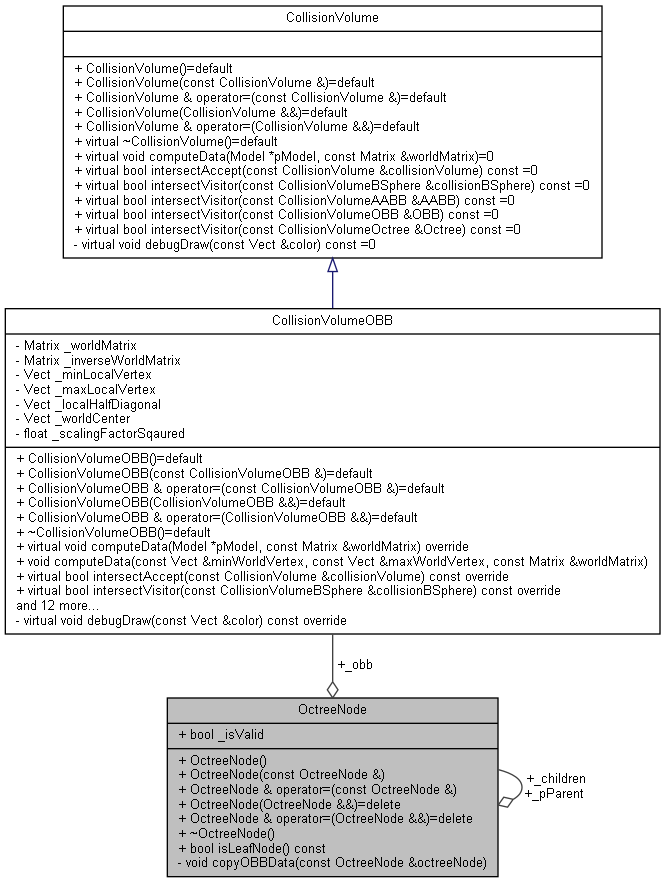 CollisionVolume
+ CollisionVolume()=default
+ CollisionVolume(const CollisionVolume &)=default
+ CollisionVolume & operator=(const CollisionVolume &)=default
+ CollisionVolume(CollisionVolume &&)=default
+ CollisionVolume & operator=(CollisionVolume &&)=default
+ virtual ~CollisionVolume()=default
+ virtual void computeData(Model *pModel, const Matrix &worldMatrix)=0
+ virtual bool intersectAccept(const CollisionVolume &collisionVolume) const =0
+ virtual bool intersectVisitor(const CollisionVolumeBSphere &collisionBSphere) const =0
+ virtual bool intersectVisitor(const CollisionVolumeAABB &AABB) const =0
+ virtual bool intersectVisitor(const CollisionVolumeOBB &OBB) const =0
+ virtual bool intersectVisitor(const CollisionVolumeOctree &Octree) const =0
- virtual void debugDraw(const Vect &color) const =0
CollisionVolumeOBB
- Matrix _worldMatrix
- Matrix _inverseWorldMatrix
- Vect _minLocalVertex
- Vect _maxLocalVertex
- Vect _localHalfDiagonal
- Vect _worldCenter
- float _scalingFactorSqaured
+ CollisionVolumeOBB()=default
+ CollisionVolumeOBB(const CollisionVolumeOBB &)=default
+ CollisionVolumeOBB & operator=(const CollisionVolumeOBB &)=default
+ CollisionVolumeOBB(CollisionVolumeOBB &&)=default
+ CollisionVolumeOBB & operator=(CollisionVolumeOBB &&)=default
+ ~CollisionVolumeOBB()=default
+ virtual void computeData(Model *pModel, const Matrix &worldMatrix) override
+ void computeData(const Vect &minWorldVertex, const Vect &maxWorldVertex, const Matrix &worldMatrix)
+ virtual bool intersectAccept(const CollisionVolume &collisionVolume) const override
+ virtual bool intersectVisitor(const CollisionVolumeBSphere &collisionBSphere) const override
and 12 more...
- virtual void debugDraw(const Vect &color) const override
+_obb
OctreeNode
+ bool _isValid
+ OctreeNode()
+ OctreeNode(const OctreeNode &)
+ OctreeNode & operator=(const OctreeNode &)
+ OctreeNode(OctreeNode &&)=delete
+ OctreeNode & operator=(OctreeNode &&)=delete
+ ~OctreeNode()
+ bool isLeafNode() const
- void copyOBBData(const OctreeNode &octreeNode)
+_children
+_pParent